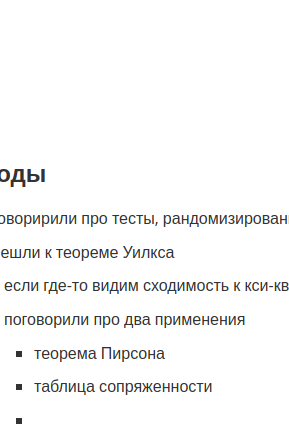 оды
оворирили про тесты, рандомизирован
ешли к теореме Уилкса
если где-то видим сходимость к кси-кв
поговорили про два применения
теорема Пирсона
таблица сопряженности